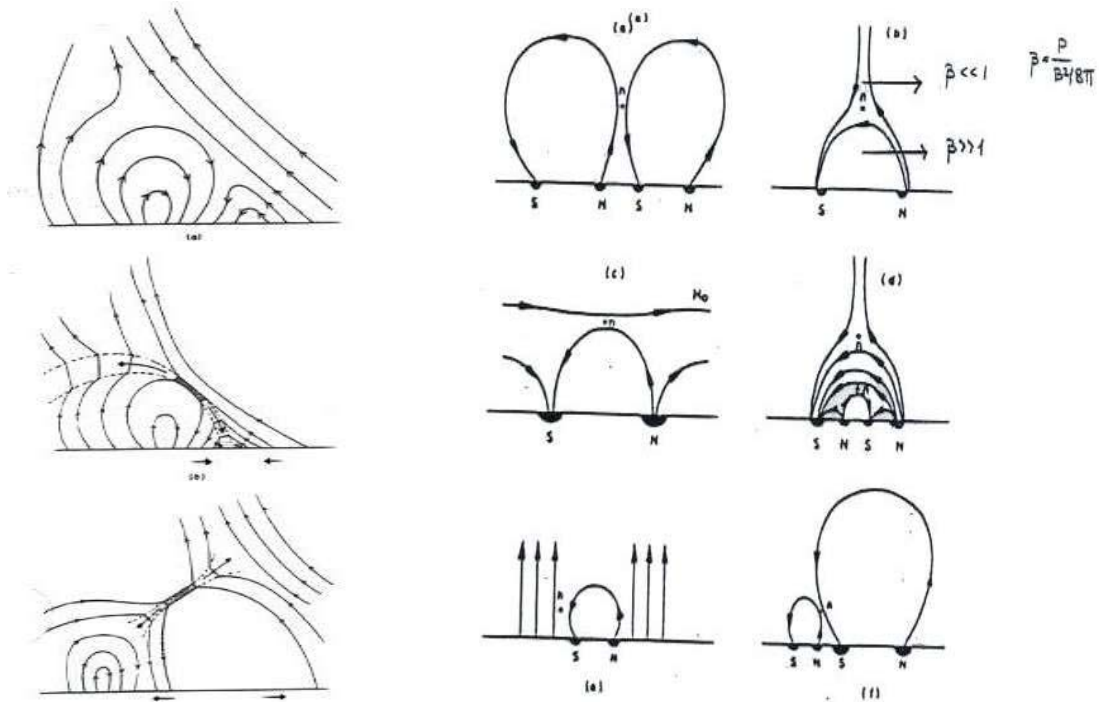 (a)
(b)
(a)(a)
n
S N S N
(b)
n
S N
β<<1
β>>1
β = P / B²/8π
(c)
H₀
n
S N
(d)
n
n
S N S N
n
S N
(e)
n
S N S N
(f)